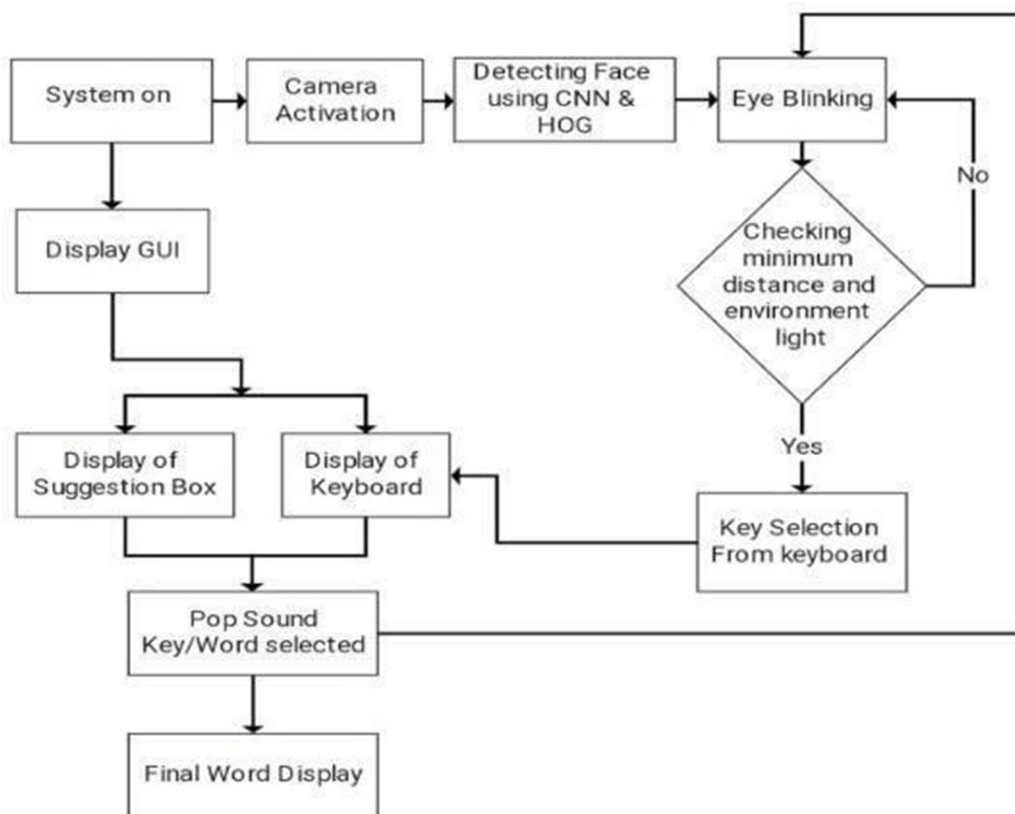 System on
Camera
Activation
Detecting Face
using CNN &
HOG
Eye Blinking
No
Display GUI
Checking
minimum
distance and
environment
light
Yes
Display of
Suggestion Box
Display of
Keyboard
Key Selection
From keyboard
Pop Sound
Key/Word selected
Final Word Display